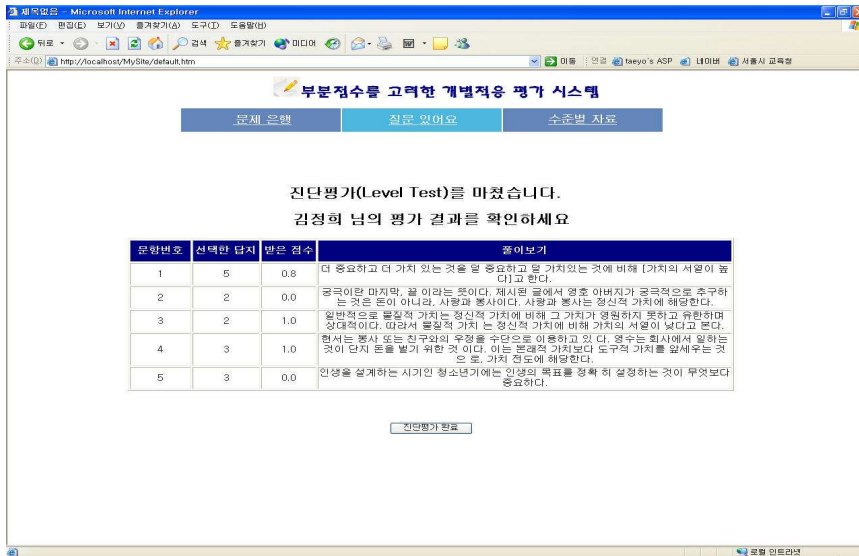 제목없음 - Microsoft Internet Explorer
파일(F) 편집(E) 보기(V) 즐겨찾기(A) 도구(T) 도움말(H)
뒤로 검색 즐겨찾기 미디어
주소(D) http://localhost/MySite/default.htm 이동 연결 taeyo's ASP 네이버 서울시 교육청
부분점수를 고려한 개별적응 평가 시스템
문제 은행 질문 있어요 수준별 자료
진단평가(Level Test)를 마쳤습니다.
김정희 님의 평가 결과를 확인하세요
문항번호 선택한 답지 받은 점수 풀이보기
1 5 0.8 더 중요하고 더 가치 있는 것을 덜 중요하고 덜 가치있는 것에 비해 [가치의 서열이 높
다]고 한다.
2 2 0.0 궁극이란 마지막, 끝 이라는 뜻이다. 제시된 글에서 영호 아버지가 궁극적으로 추구하
는 것은 돈이 아니라, 사랑과 봉사이다. 사랑과 봉사는 정신적 가치에 해당한다.
3 2 1.0 일반적으로 물질적 가치는 정신적 가치에 비해 그 가치가 영원하지 못하고 유한하며
상대적이다. 따라서 물질적 가치 는 정신적 가치에 비해 가치의 서열이 낮다고 본다.
4 3 1.0 현서는 봉사 또는 친구와의 우정을 수단으로 이용하고 있 다. 영수는 회사에서 일하는
것이 단지 돈을 벌기 위한 것 이다. 이는 본래적 가치보다 도구적 가치를 앞세우는 것
으 로, 가치 전도에 해당한다.
5 3 0.0 인생을 설계하는 시기인 청소년기에는 인생의 목표를 정확 히 설정하는 것이 무엇보다
중요하다.
진단평가 완료
로컬 인트라넷